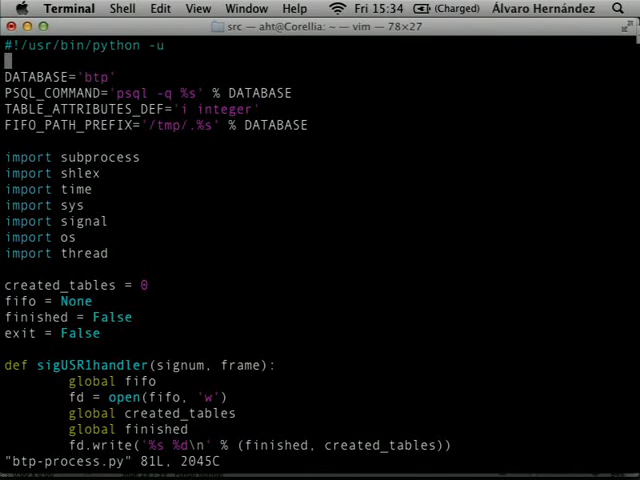 Terminal Shell Edit View Window Help (Charged) Fri 15:34 Álvaro Hernández
src — aht@Corellia: ~ — vim — 78×27
#!/usr/bin/python -u
DATABASE='btp'
PSQL_COMMAND='psql -q %s' % DATABASE
TABLE_ATTRIBUTES_DEF='i integer'
FIFO_PATH_PREFIX='/tmp/.%s' % DATABASE
import subprocess
import shlex
import time
import sys
import signal
import os
import thread
created_tables = 0
fifo = None
finished = False
exit = False
def sigUSR1handler(signum, frame):
global fifo
fd = open(fifo, 'w')
global created_tables
global finished
fd.write('%s %d\n' % (finished, created_tables))
"btp-process.py" 81L, 2045C